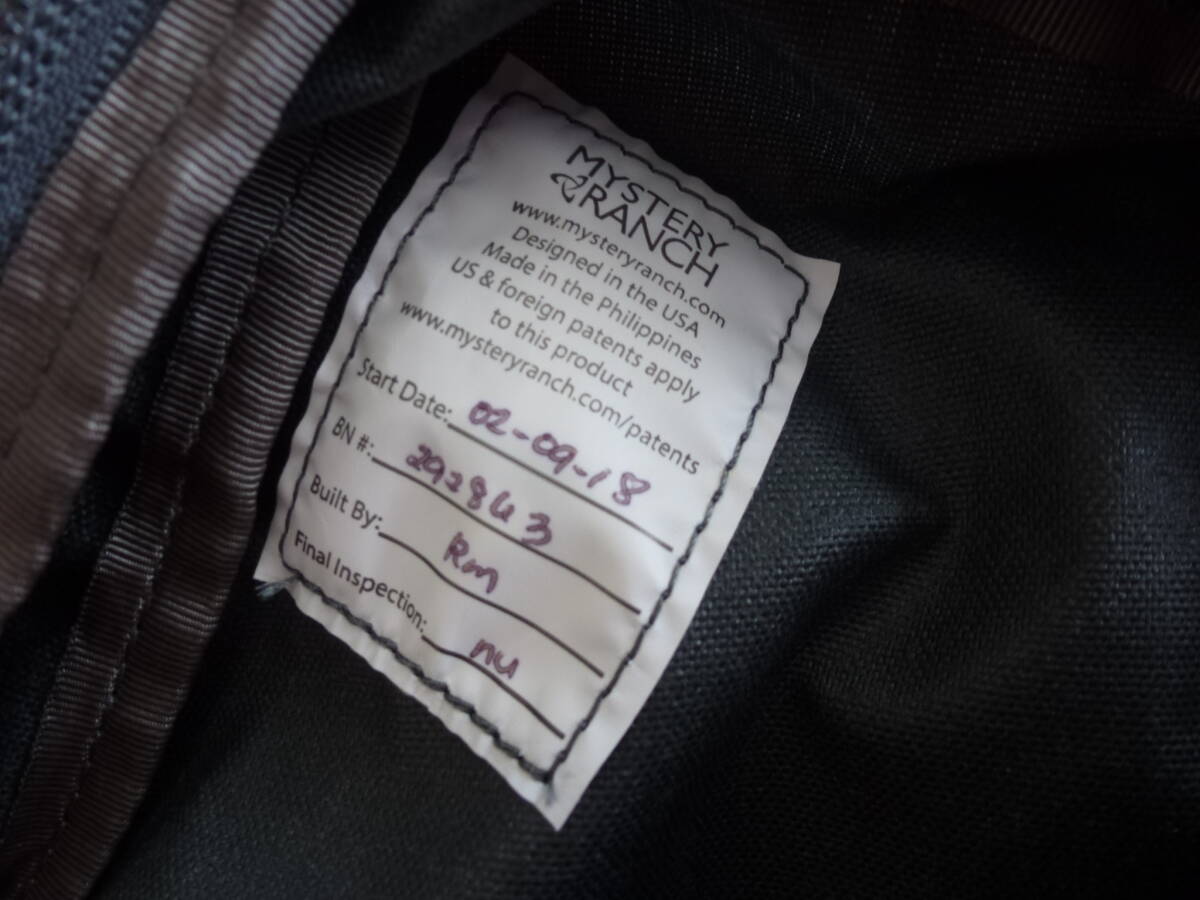 MYSTERY
RANCH
www.mysteryranch.com
Designed in the USA
Made in the Philippines
US & foreign patents apply
to this product
www.mysteryranch.com/patents
Start Date: 02-09-18
BN #: 292843
Built By: Rm
Final Inspection: nu